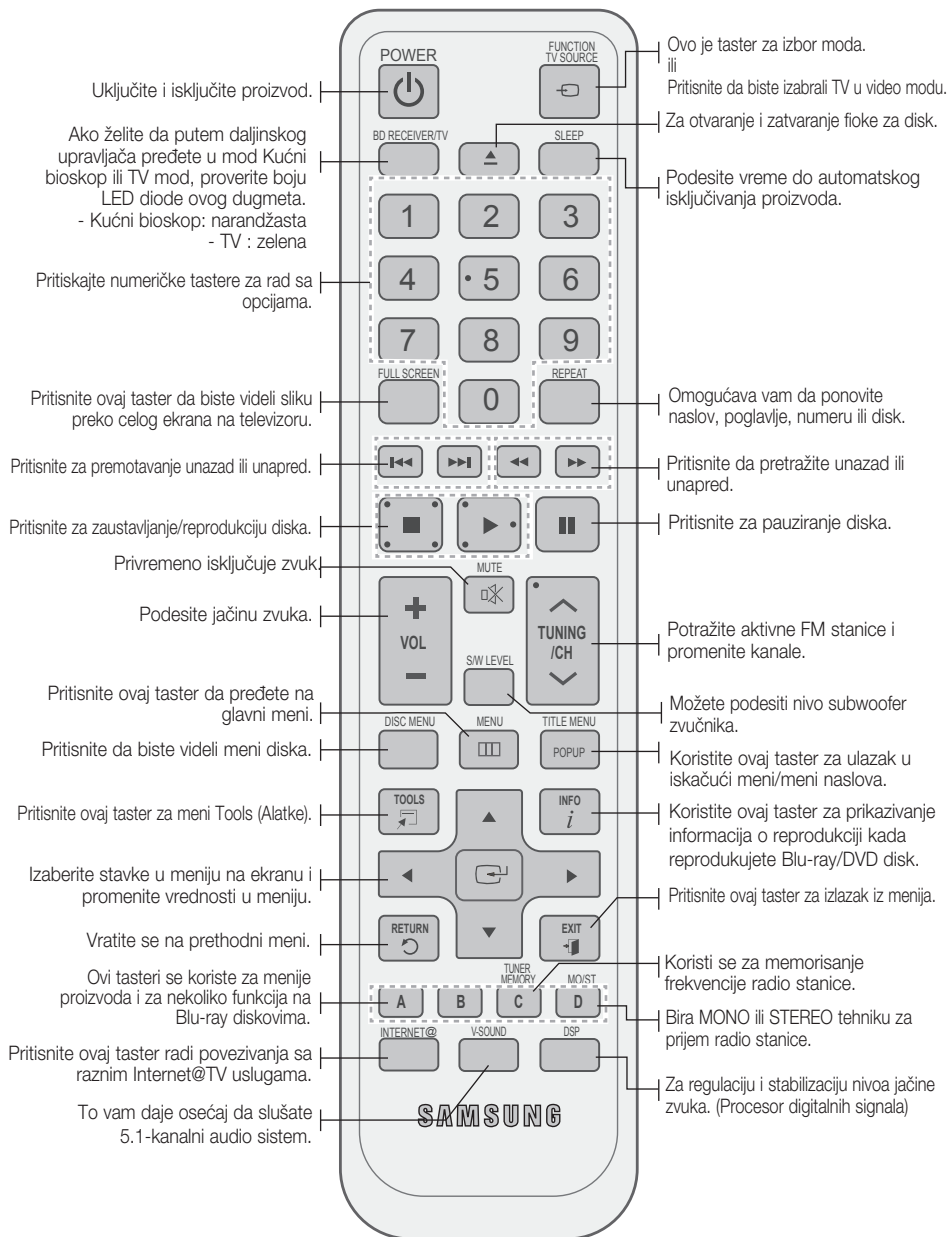 POWER
FUNCTION
TV SOURCE
Uključite i isključite proizvod.
Ovo je taster za izbor moda.
ili
Pritisnite da biste izabrali TV u video modu.
BD RECEIVER/TV
SLEEP
Za otvaranje i zatvaranje fioke za disk.
Ako želite da putem daljinskog
upravljača pređete u mod Kućni
bioskop ili TV mod, proverite boju
LED diode ovog dugmeta.
- Kućni bioskop: narandžasta
- TV : zelena
Podesite vreme do automatskog
isključivanja proizvoda.
1 2 3
4 5 6
7 8 9
Pritiskajte numeričke tastere za rad sa
opcijama.
FULL SCREEN
0
REPEAT
Pritisnite ovaj taster da biste videli sliku
preko celog ekrana na televizoru.
Omogućava vam da ponovite
naslov, poglavlje, numeru ili disk.
Pritisnite za premotavanje unazad ili unapred.
Pritisnite da pretražite unazad ili
unapred.
Pritisnite za zaustavljanje/reprodukciju diska.
Pritisnite za pauziranje diska.
Privremeno isključuje zvuk.
MUTE
Podesite jačinu zvuka.
VOL
TUNING
/CH
Potražite aktivne FM stanice i
promenite kanale.
S/W LEVEL
Pritisnite ovaj taster da pređete na
glavni meni.
Možete podesiti nivo subwoofer
zvučnika.
DISC MENU
MENU
TITLE MENU
POPUP
Pritisnite da biste videli meni diska.
Koristite ovaj taster za ulazak u
iskačući meni/meni naslova.
TOOLS
INFO
i
Pritisnite ovaj taster za meni Tools (Alatke).
Koristite ovaj taster za prikazivanje
informacija o reprodukciji kada
reprodukujete Blu-ray/DVD disk.
Izaberite stavke u meniju na ekranu i
promenite vrednosti u meniju.
Pritisnite ovaj taster za izlazak iz menija.
RETURN
EXIT
Vratite se na prethodni meni.
TUNER
MEMORY
MO/ST
Koristi se za memorisanje
frekvencije radio stanice.
Ovi tasteri se koriste za menije
proizvoda i za nekoliko funkcija na
Blu-ray diskovima.
A B C D
Bira MONO ili STEREO tehniku za
prijem radio stanice.
INTERNET@
V-SOUND
DSP
Pritisnite ovaj taster radi povezivanja sa
raznim Internet@TV uslugama.
Za regulaciju i stabilizaciju nivoa jačine
zvuka. (Procesor digitalnih signala)
To vam daje osećaj da slušate
5.1-kanalni audio sistem.
SAMSUNG